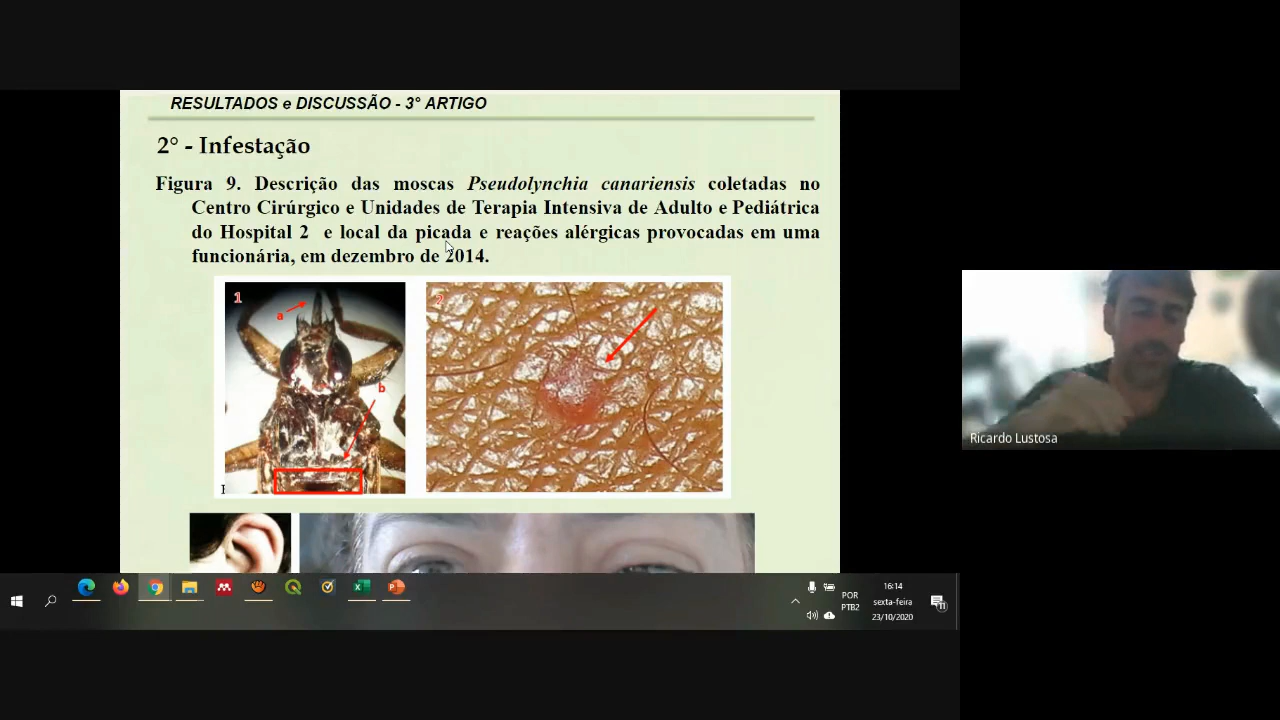 RESULTADOS e DISCUSSÃO - 3° ARTIGO
2° - Infestação
Figura 9. Descrição das moscas Pseudolynchia canariensis coletadas no
Centro Cirúrgico e Unidades de Terapia Intensiva de Adulto e Pediátrica
do Hospital 2 e local da picada e reações alérgicas provocadas em uma
funcionária, em dezembro de 2014.
1
a
b
2
Ricardo Lustosa
POR
PTB2
16:14
sexta-feira
23/10/2020